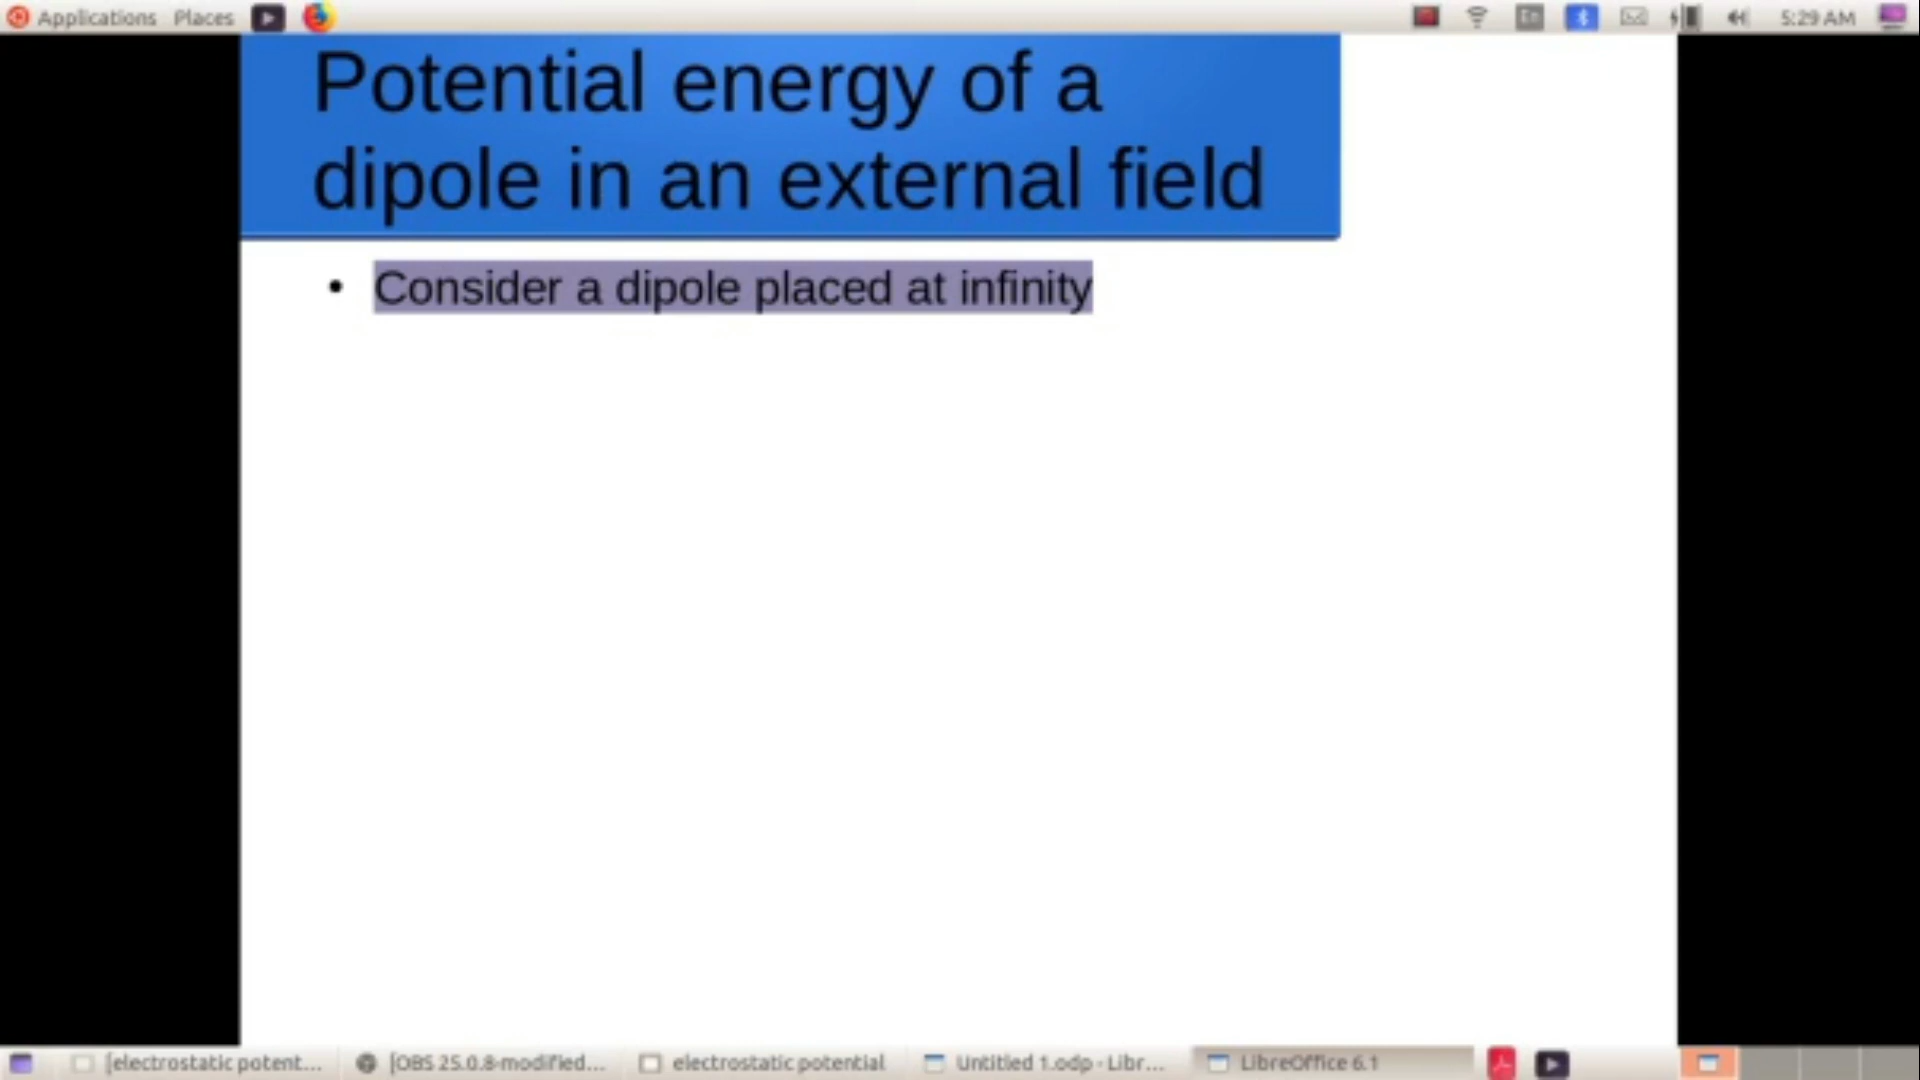 Applications Places
En
5:29 AM
Potential energy of a
dipole in an external field
• Consider a dipole placed at infinity
[electrostatic potent...
[OBS 25.0.8-modified...
electrostatic potential
Untitled 1.odp - Libr...
LibreOffice 6.1